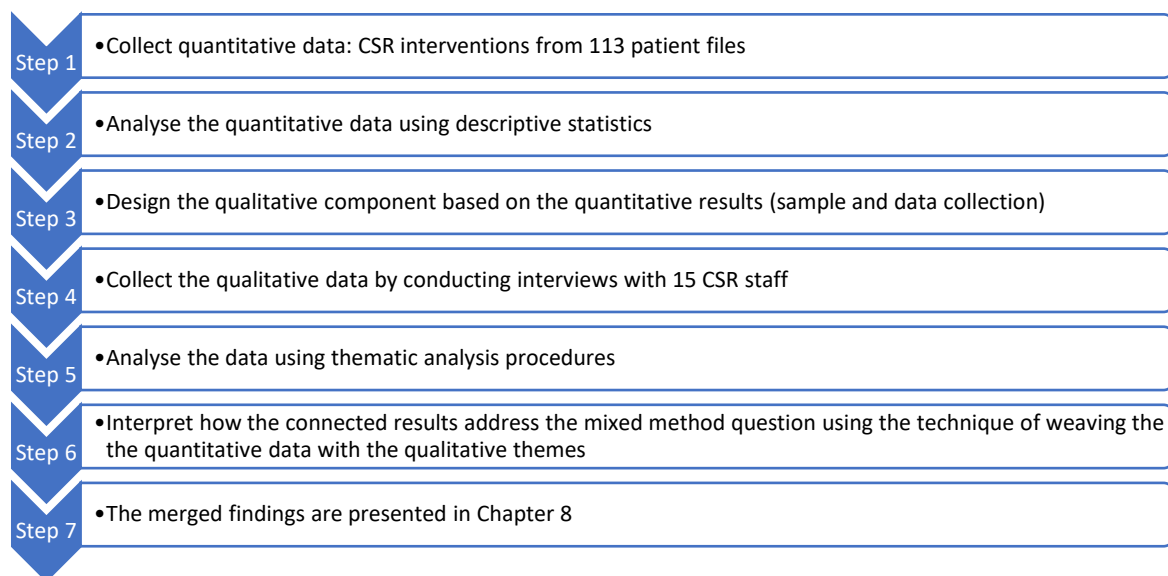 Step 1
•Collect quantitative data: CSR interventions from 113 patient files
Step 2
•Analyse the quantitative data using descriptive statistics
Step 3
•Design the qualitative component based on the quantitative results (sample and data collection)
Step 4
•Collect the qualitative data by conducting interviews with 15 CSR staff
Step 5
•Analyse the data using thematic analysis procedures
Step 6
•Interpret how the connected results address the mixed method question using the technique of weaving the
the quantitative data with the qualitative themes
Step 7
•The merged findings are presented in Chapter 8